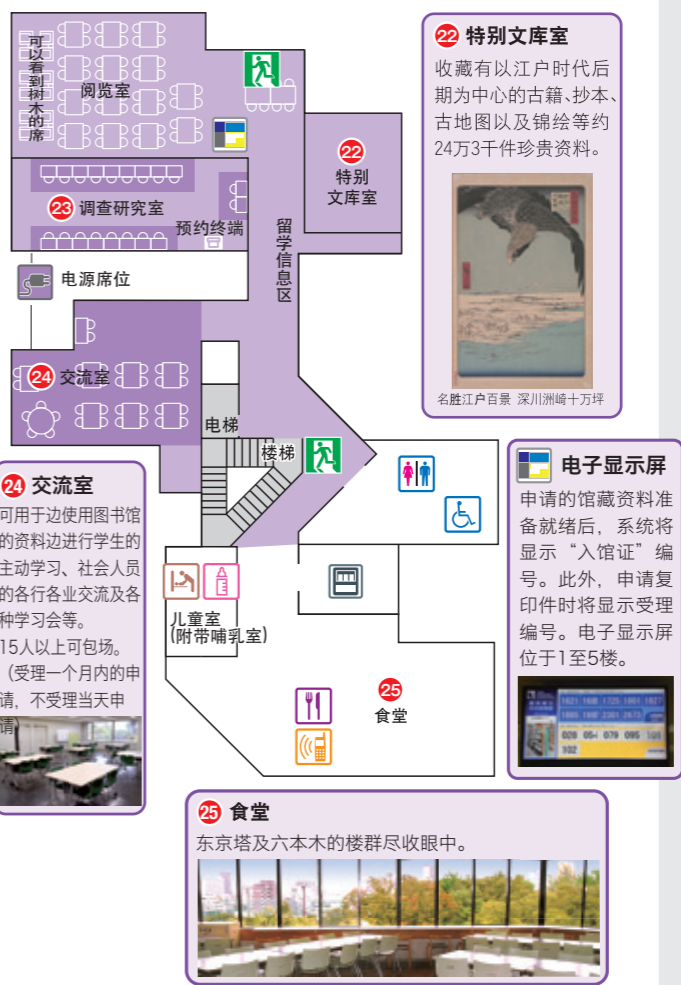 可以看到树木的席
阅览室
22
特别
文库室
23 调查研究室
预约终端
留学信息区
电源席位
24 交流室
电梯
楼梯
儿童室
(附带哺乳室)
25
食堂
22 特别文库室
收藏有以江户时代后
期为中心的古籍、抄本、
古地图以及锦绘等约
24万3千件珍贵资料。
名胜江户百景 深川洲崎十万坪
电子显示屏
申请的馆藏资料准
备就绪后，系统将
显示“入馆证”编
号。此外，申请复
印件时将显示受理
编号。电子显示屏
位于1至5楼。
028 054 079 095
102
24 交流室
可用于边使用图书馆
的资料边进行学生的
主动学习、社会人员
的各行各业交流及各
种学习会等。
15人以上可包场。
（受理一个月内的申
请，不受理当天申
请）
25 食堂
东京塔及六本木的楼群尽收眼中。